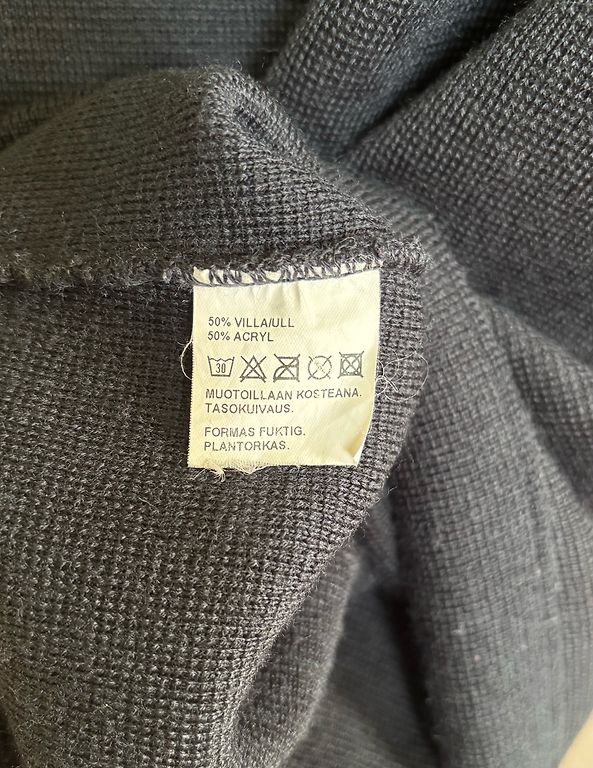 50% VILLA/ULL
50% ACRYL
30
MUOTOILLAAN KOSTEANA.
TASOKUIVAUS.
FORMAS FUKTIG.
PLANTORKAS.